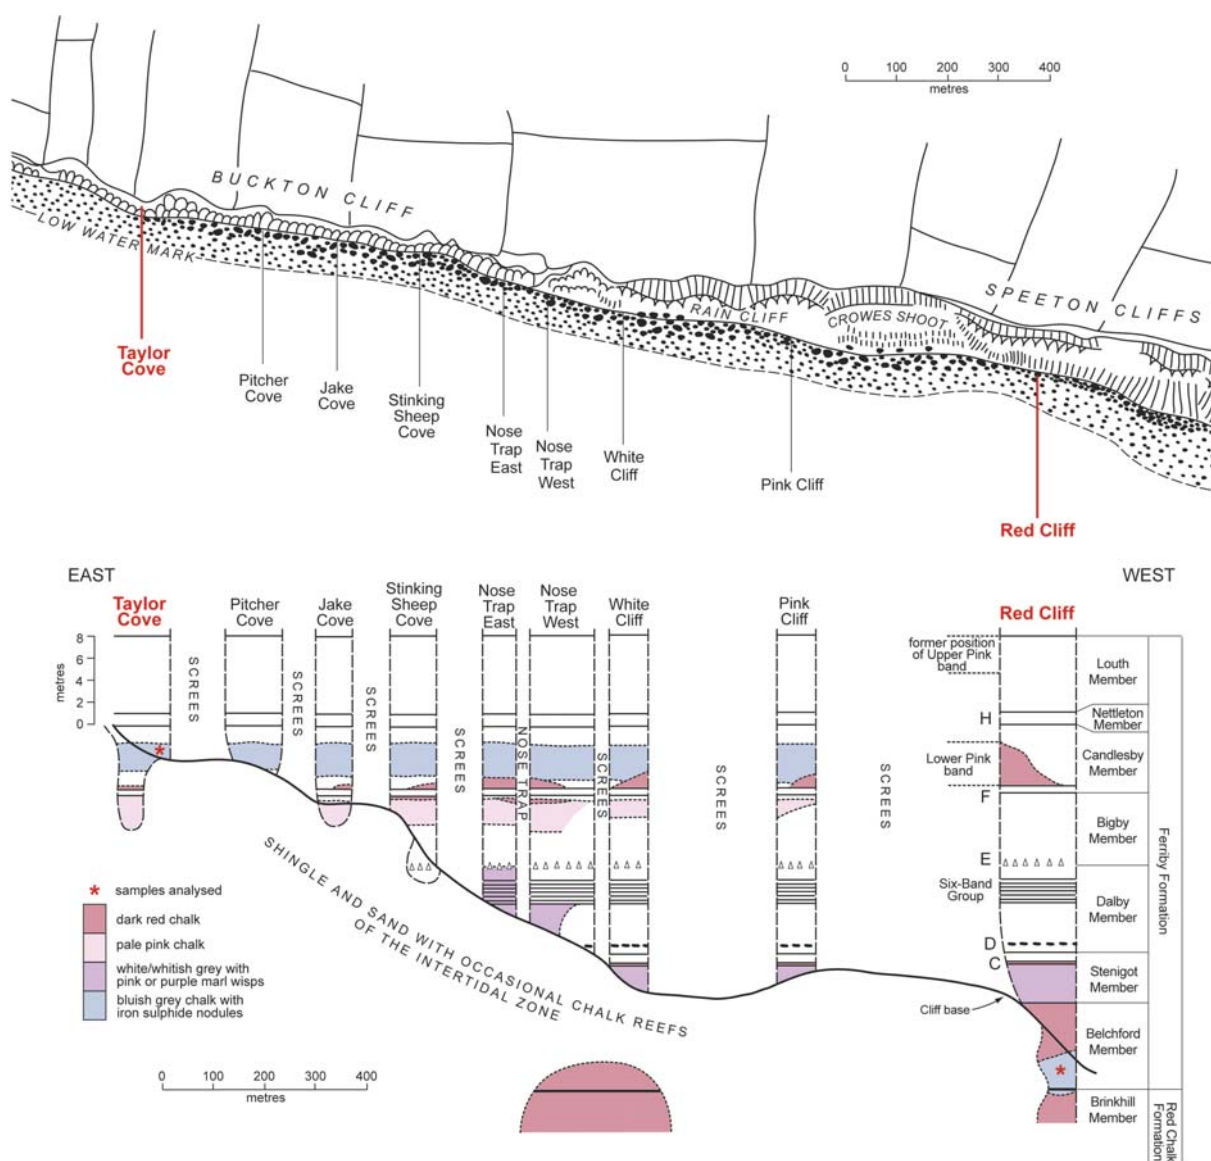 0 100 200 300 400
metres
BUCKTON CLIFF
LOW WATER MARK
SPEETON CLIFFS
RAIN CLIFF
CROWES SHOOT
Taylor
Cove
Pitcher
Cove
Jake
Cove
Stinking
Sheep
Cove
Nose
Trap
East
Nose
Trap
West
White
Cliff
Pink Cliff
Red Cliff
EAST
WEST
Taylor
Cove
Pitcher
Cove
Jake
Cove
Stinking
Sheep
Cove
Nose
Trap
East
Nose
Trap
West
White
Cliff
Pink
Cliff
Red Cliff
8
6
4
2
0
metres
SCREES
SCREES
SCREES
SCREES
NOSE TRAP
SCREES
SCREES
SCREES
former position
of Upper Pink
band
Louth
Member
H
Nettleton
Member
Lower Pink
band
Candlesby
Member
F
Bigby
Member
E
Six-Band
Group
Dalby
Member
D
C
Stenigot
Member
Cliff base
Belchford
Member
Brinkhill
Member
Ferriby Formation
Red Chalk
Formation
SHINGLE AND SAND WITH OCCASIONAL CHALK REEFS
OF THE INTERTIDAL ZONE
* samples analysed
dark red chalk
pale pink chalk
white/whitish grey with
pink or purple marl wisps
bluish grey chalk with
iron sulphide nodules
0 100 200 300 400
metres